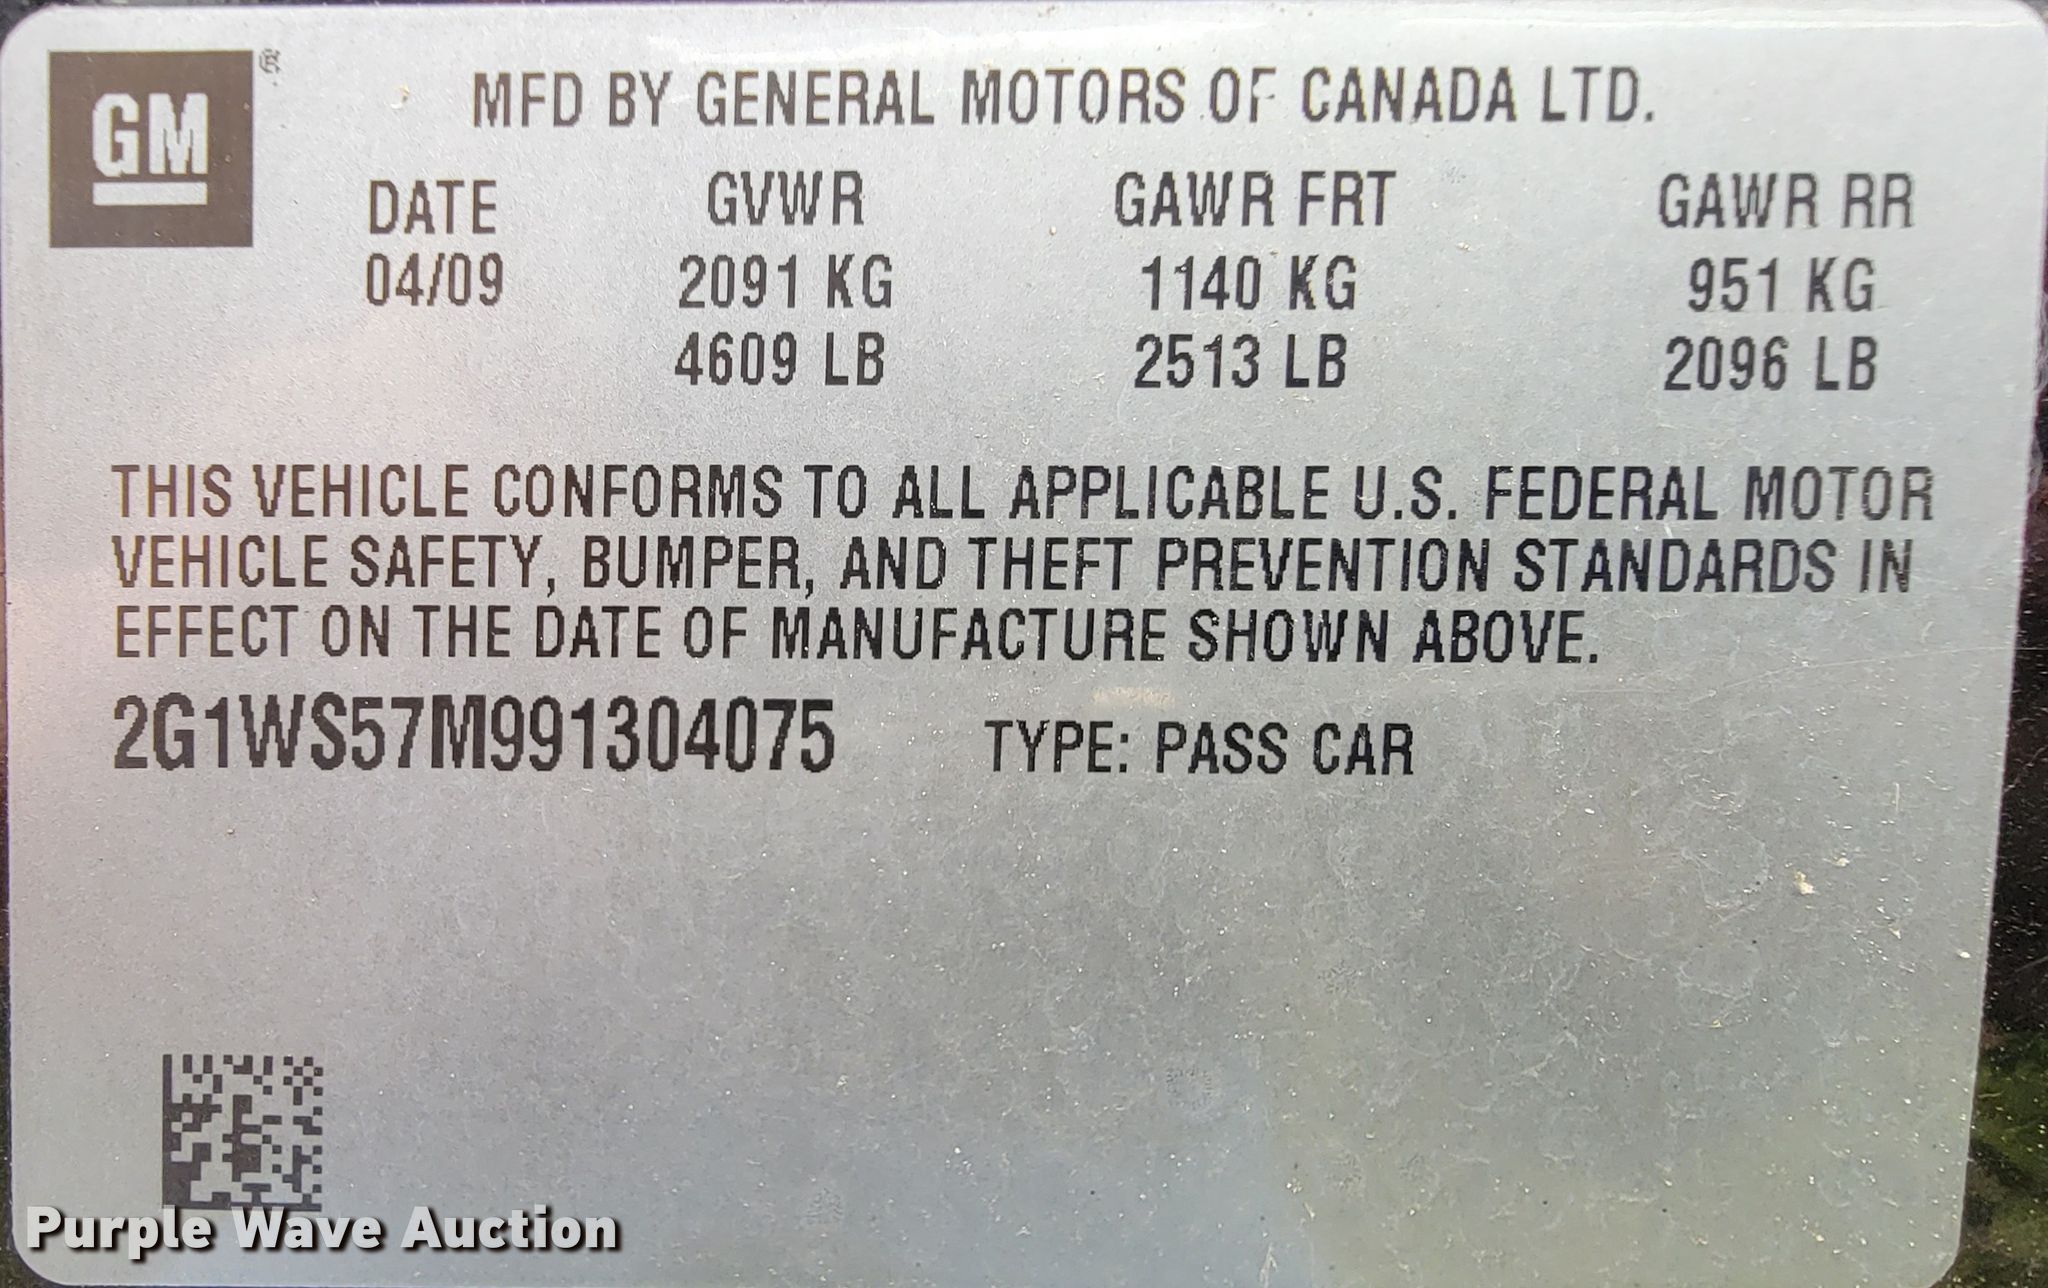 GM
®
MFD BY GENERAL MOTORS OF CANADA LTD.
DATE GVWR GAWR FRT GAWR RR
04/09 2091 KG 1140 KG 951 KG
4609 LB 2513 LB 2096 LB
THIS VEHICLE CONFORMS TO ALL APPLICABLE U.S. FEDERAL MOTOR
VEHICLE SAFETY, BUMPER, AND THEFT PREVENTION STANDARDS IN
EFFECT ON THE DATE OF MANUFACTURE SHOWN ABOVE.
2G1WS57M991304075 TYPE: PASS CAR
Purple Wave Auction